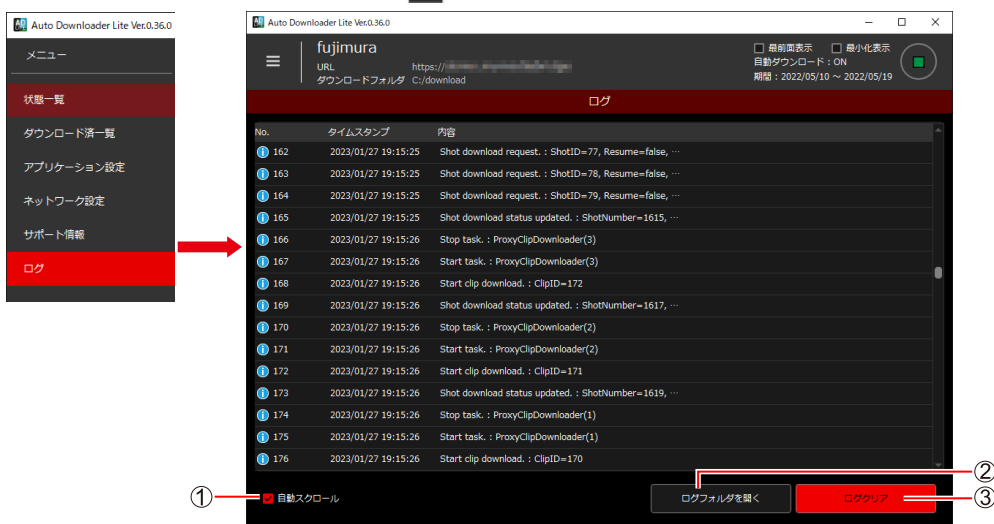 Auto Downloader Lite Ver.0.36.0
メニュー
状態一覧
ダウンロード済一覧
アプリケーション設定
ネットワーク設定
サポート情報
ログ
Auto Downloader Lite Ver.0.36.0
fujimura
URL https://
ダウンロードフォルダ C:/download
最前面表示 最小化表示
自動ダウンロード：ON
期間：2022/05/10 ～ 2022/05/19
ログ
No. タイムスタンプ 内容
162 2023/01/27 19:15:25 Shot download request. : ShotID=77, Resume=false, …
163 2023/01/27 19:15:25 Shot download request. : ShotID=78, Resume=false, …
164 2023/01/27 19:15:25 Shot download request. : ShotID=79, Resume=false, …
165 2023/01/27 19:15:25 Shot download status updated. : ShotNumber=1615, …
166 2023/01/27 19:15:26 Stop task. : ProxyClipDownloader(3)
167 2023/01/27 19:15:26 Start task. : ProxyClipDownloader(3)
168 2023/01/27 19:15:26 Start clip download. : ClipID=172
169 2023/01/27 19:15:26 Shot download status updated. : ShotNumber=1617, …
170 2023/01/27 19:15:26 Stop task. : ProxyClipDownloader(2)
171 2023/01/27 19:15:26 Start task. : ProxyClipDownloader(2)
172 2023/01/27 19:15:26 Start clip download. : ClipID=171
173 2023/01/27 19:15:26 Shot download status updated. : ShotNumber=1619, …
174 2023/01/27 19:15:26 Stop task. : ProxyClipDownloader(1)
175 2023/01/27 19:15:26 Start task. : ProxyClipDownloader(1)
176 2023/01/27 19:15:26 Start clip download. : ClipID=170
① 自動スクロール
ログフォルダを開く ②
ログクリア ③